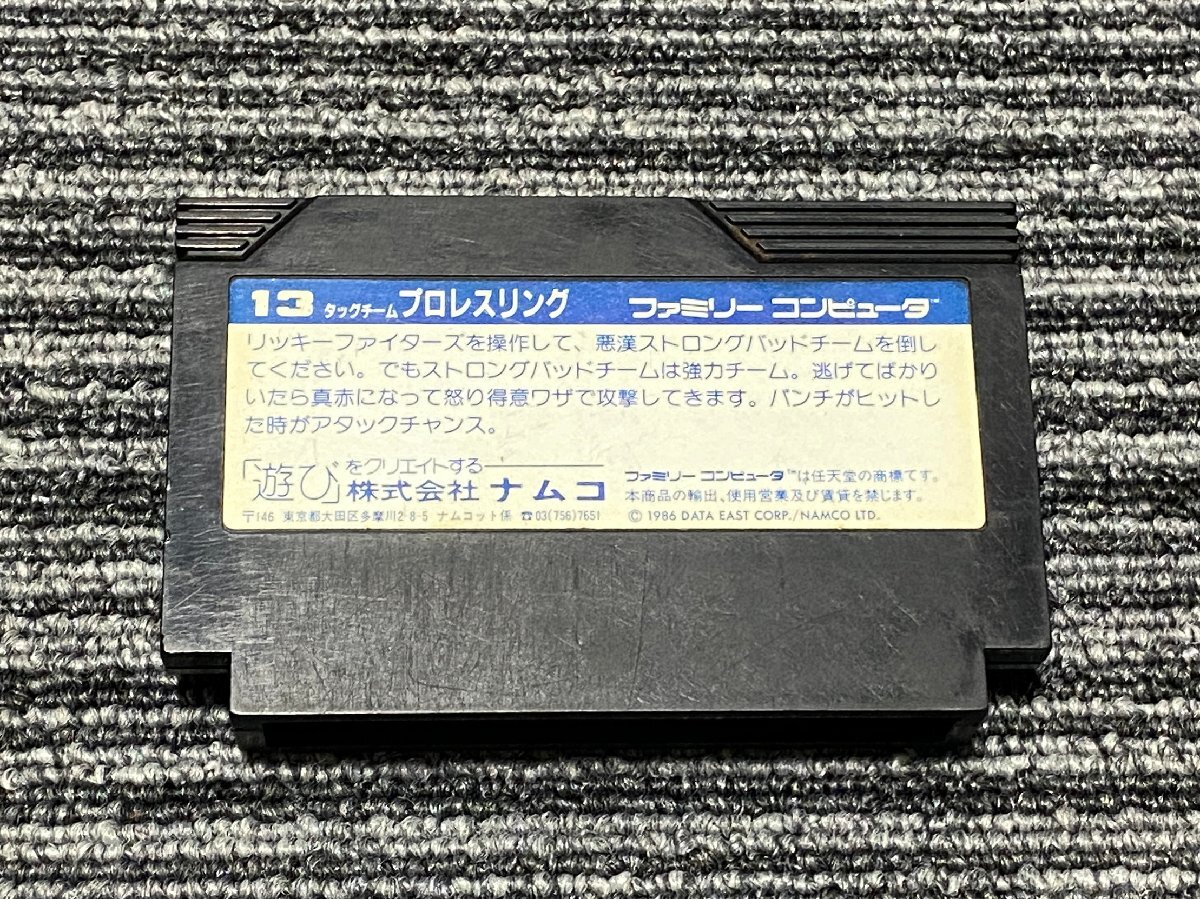 13 タッグチーム プロレスリング ファミリー コンピュータ™
リッキーファイターズを操作して、悪漢ストロングバッドチームを倒し
てください。でもストロングバッドチームは強力チーム。逃げてばかり
いたら真赤になって怒り得意ワザで攻撃してきます。パンチがヒットし
た時がアタックチャンス。
「遊び」をクリエイトする
株式会社 ナムコ
〒146 東京都大田区多摩川2-8-5 ナムコット係 ☎03(756)7651
ファミリー コンピュータ™は任天堂の商標です。
本商品の輸出、使用営業及び賃貸を禁じます。
© 1986 DATA EAST CORP./NAMCO LTD.